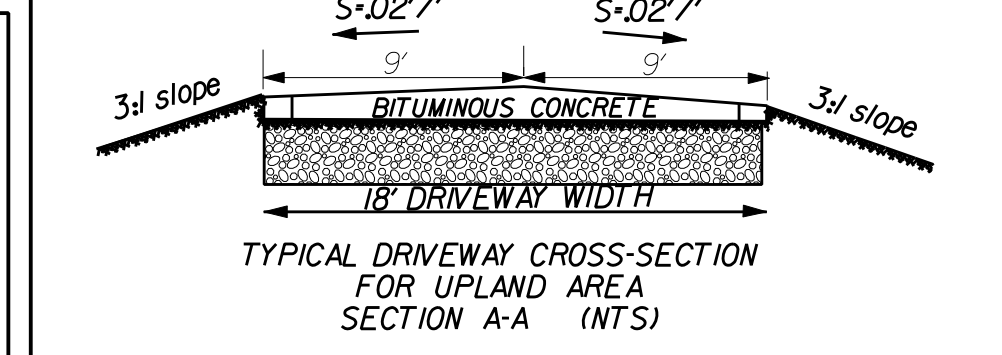 S=.02'/' S=.02'/'
9' 9'
3:1 slope 3:1 slope
BITUMINOUS CONCRETE
18' DRIVEWAY WIDTH
TYPICAL DRIVEWAY CROSS-SECTION
FOR UPLAND AREA
SECTION A-A (NTS)